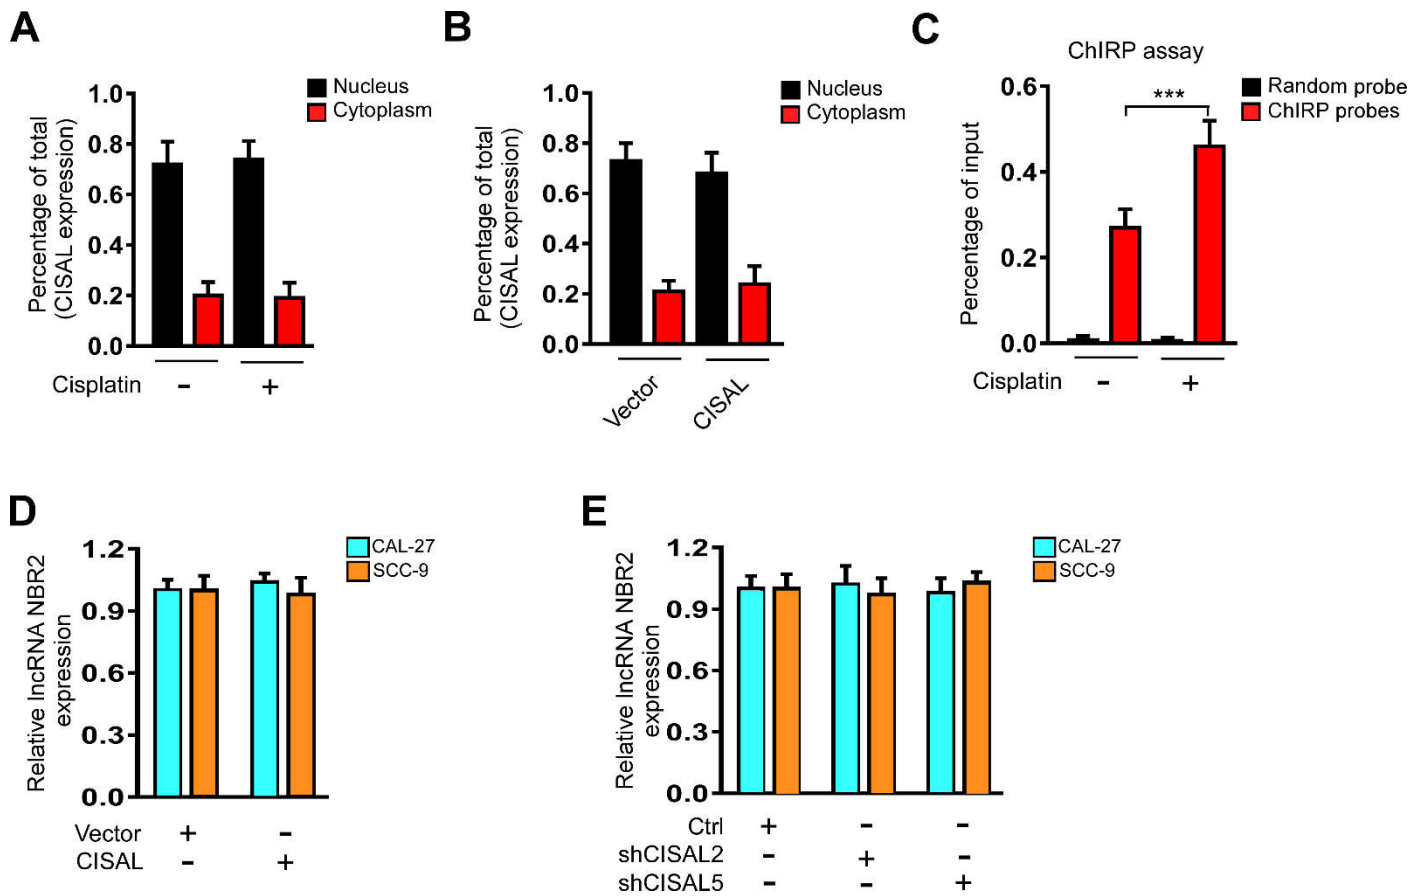 A
Nucleus
Cytoplasm
Percentage of total
(CISAL expression)
1.0
0.8
0.6
0.4
0.2
0.0
Cisplatin - +
B
Nucleus
Cytoplasm
Percentage of total
(CISAL expression)
1.0
0.8
0.6
0.4
0.2
0.0
Vector
CISAL
C
ChIRP assay
Random probe
ChIRP probes
***
Percentage of input
0.6
0.4
0.2
0.0
Cisplatin - +
D
CAL-27
SCC-9
Relative lncRNA NBR2
expression
1.2
0.9
0.6
0.3
0.0
Vector + -
CISAL - +
E
CAL-27
SCC-9
Relative lncRNA NBR2
expression
1.2
0.9
0.6
0.3
0.0
Ctrl + - -
shCISAL2 - + -
shCISAL5 - - +